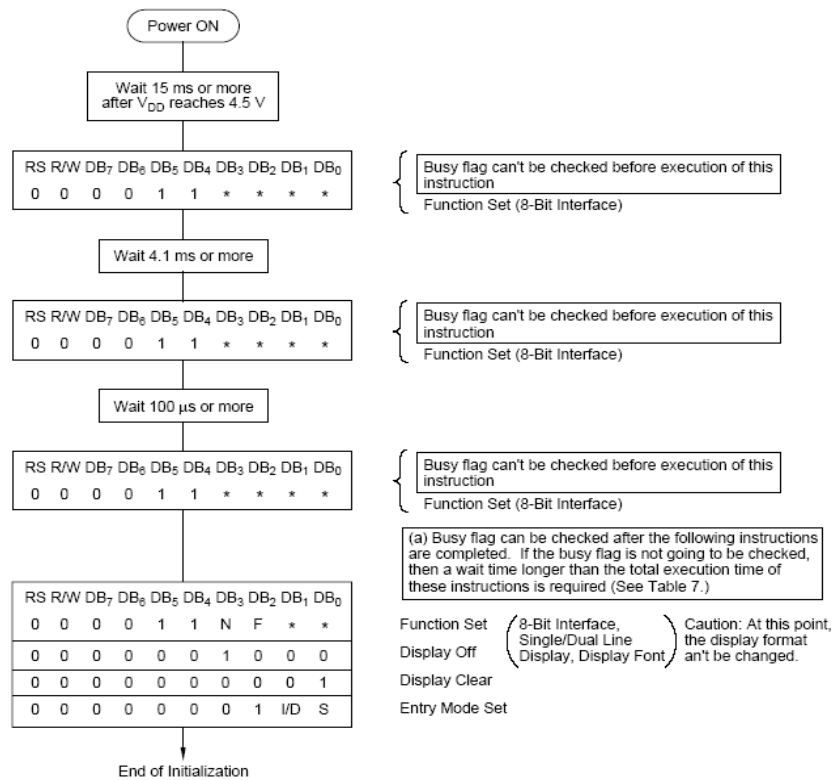 Power ON
Wait 15 ms or more
after VDD reaches 4.5 V
RS R/W DB7 DB6 DB5 DB4 DB3 DB2 DB1 DB0
0 0 0 0 1 1 * * * *
Busy flag can't be checked before execution of this
instruction
Function Set (8-Bit Interface)
Wait 4.1 ms or more
RS R/W DB7 DB6 DB5 DB4 DB3 DB2 DB1 DB0
0 0 0 0 1 1 * * * *
Busy flag can't be checked before execution of this
instruction
Function Set (8-Bit Interface)
Wait 100 µs or more
RS R/W DB7 DB6 DB5 DB4 DB3 DB2 DB1 DB0
0 0 0 0 1 1 * * * *
Busy flag can't be checked before execution of this
instruction
Function Set (8-Bit Interface)
(a) Busy flag can be checked after the following instructions
are completed. If the busy flag is not going to be checked,
then a wait time longer than the total execution time of
these instructions is required (See Table 7.)
RS R/W DB7 DB6 DB5 DB4 DB3 DB2 DB1 DB0
0 0 0 0 1 1 N F * *
0 0 0 0 0 0 1 0 0 0
0 0 0 0 0 0 0 0 0 1
0 0 0 0 0 0 0 1 I/D S
Function Set
Display Off
Display Clear
Entry Mode Set
(8-Bit Interface,
Single/Dual Line
Display, Display Font)
Caution: At this point,
the display format
an't be changed.
End of Initialization